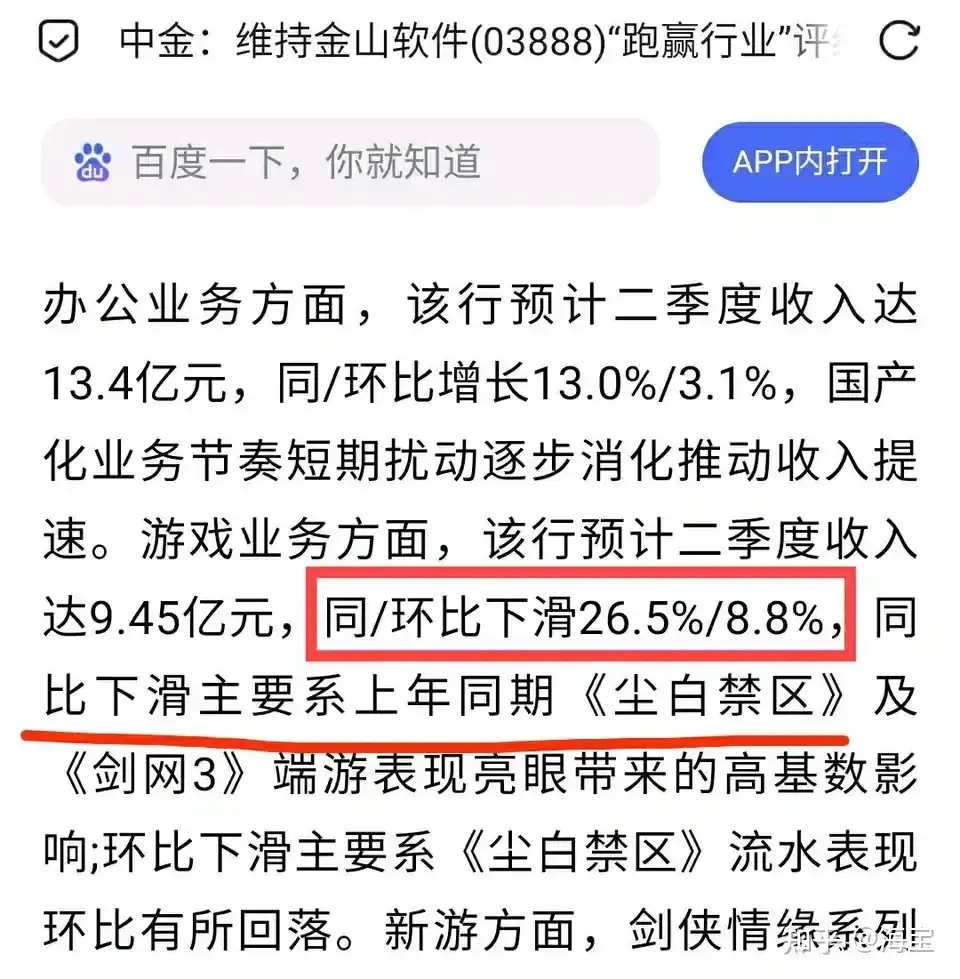 中金：维持金山软件(03888)“跑赢行业”评
百度一下，你就知道
APP内打开
办公业务方面，该行预计二季度收入达
13.4亿元，同/环比增长13.0%/3.1%，国产
化业务节奏短期扰动逐步消化推动收入提
速。游戏业务方面，该行预计二季度收入
达9.45亿元，同/环比下滑26.5%/8.8%，同
比下滑主要系上年同期《尘白禁区》及
《剑网3》端游表现亮眼带来的高基数影
响;环比下滑主要系《尘白禁区》流水表现
环比有所回落。新游方面，剑侠情缘系列
知乎 @海宝